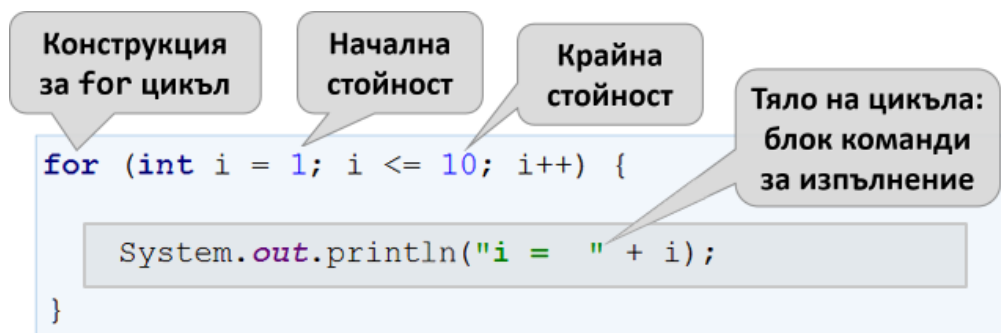 Конструкция
за for цикъл
Начална
стойност
Крайна
стойност
Тяло на цикъла:
блок команди
за изпълнение
for (int i = 1; i <= 10; i++) {
System.out.println("i =  " + i);
}